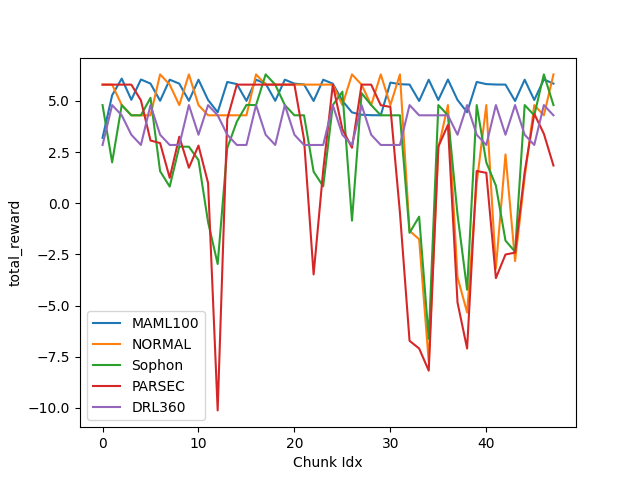 total_reward
5.0
2.5
0.0
−2.5
−5.0
−7.5
−10.0
MAML100
NORMAL
Sophon
PARSEC
DRL360
0 10 20 30 40
Chunk Idx